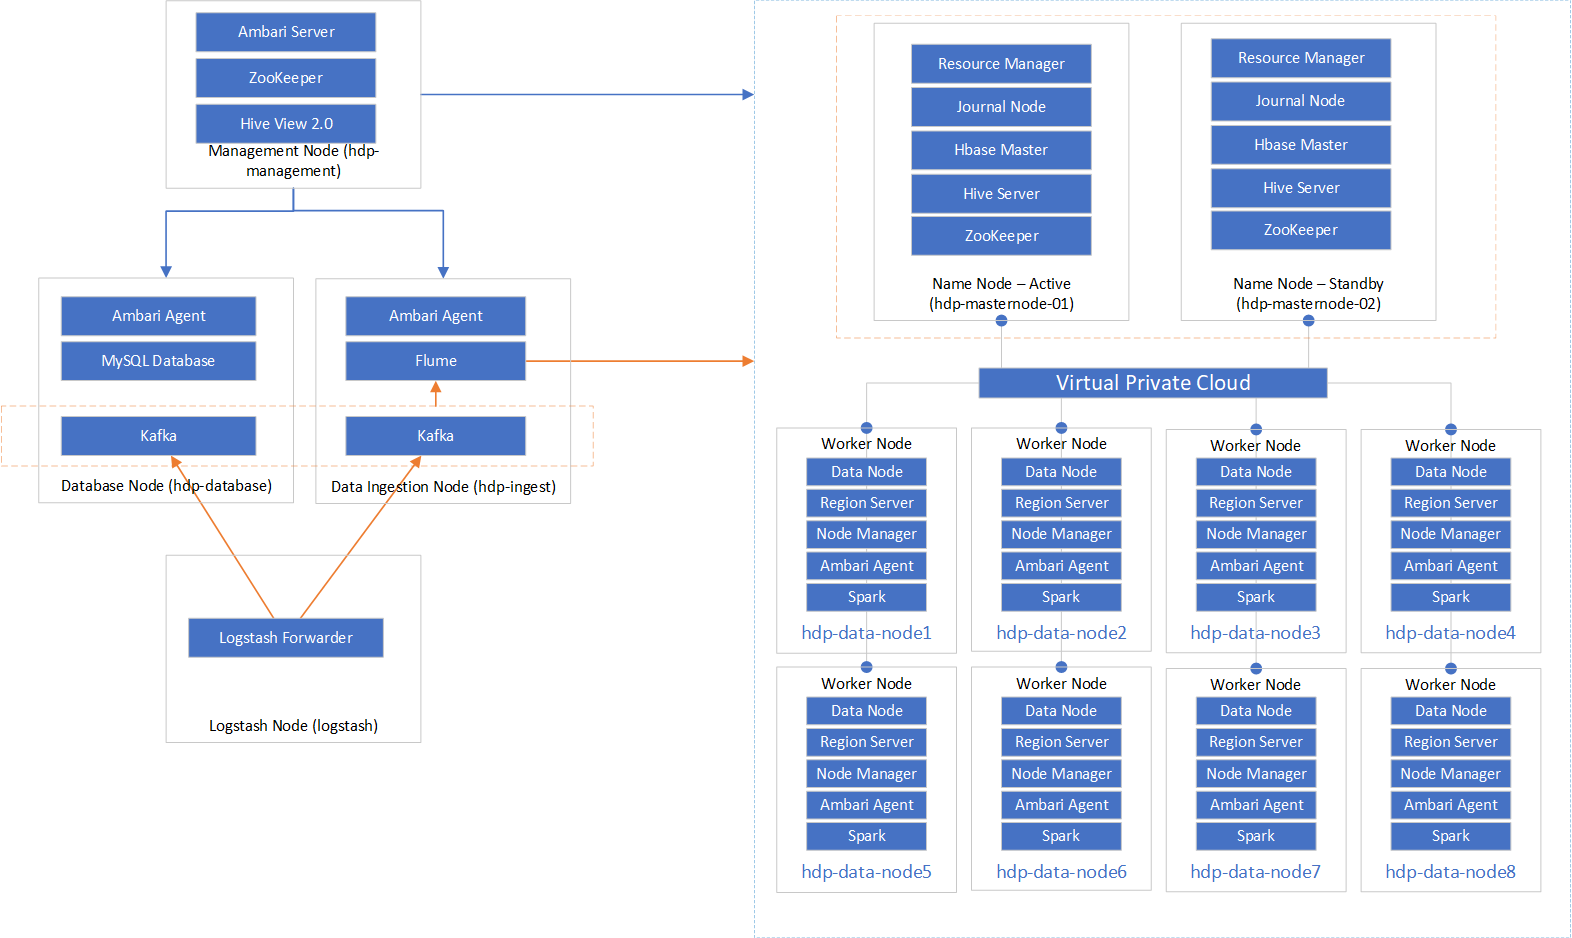 Ambari Server
ZooKeeper
Hive View 2.0
Management Node (hdp-
management)
Ambari Agent
MySQL Database
Kafka
Database Node (hdp-database)
Ambari Agent
Flume
Kafka
Data Ingestion Node (hdp-ingest)
Logstash Forwarder
Logstash Node (logstash)
Resource Manager
Journal Node
Hbase Master
Hive Server
ZooKeeper
Name Node – Active
(hdp-masternode-01)
Resource Manager
Journal Node
Hbase Master
Hive Server
ZooKeeper
Name Node – Standby
(hdp-masternode-02)
Virtual Private Cloud
Worker Node
Data Node
Region Server
Node Manager
Ambari Agent
Spark
hdp-data-node1
Worker Node
Data Node
Region Server
Node Manager
Ambari Agent
Spark
hdp-data-node2
Worker Node
Data Node
Region Server
Node Manager
Ambari Agent
Spark
hdp-data-node3
Worker Node
Data Node
Region Server
Node Manager
Ambari Agent
Spark
hdp-data-node4
Worker Node
Data Node
Region Server
Node Manager
Ambari Agent
Spark
hdp-data-node5
Worker Node
Data Node
Region Server
Node Manager
Ambari Agent
Spark
hdp-data-node6
Worker Node
Data Node
Region Server
Node Manager
Ambari Agent
Spark
hdp-data-node7
Worker Node
Data Node
Region Server
Node Manager
Ambari Agent
Spark
hdp-data-node8